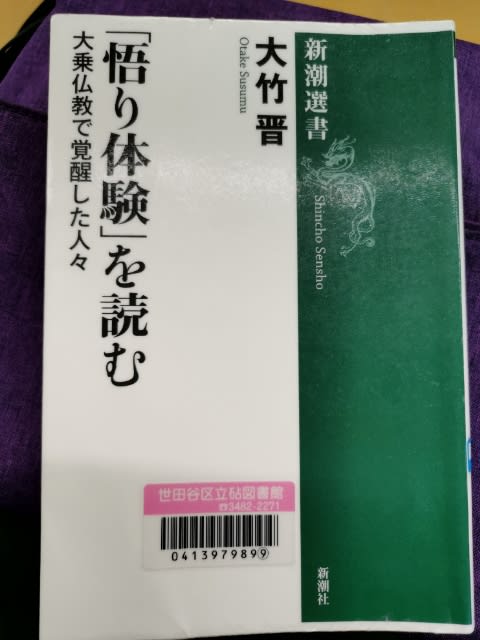 新潮選書
Shincho Sensho
大竹 晋
Otake Susumu
「悟り体験」を読む
大乗仏教で覚醒した人々
世田谷区立砧図書館
☎3482-2271
0413979899
新潮社